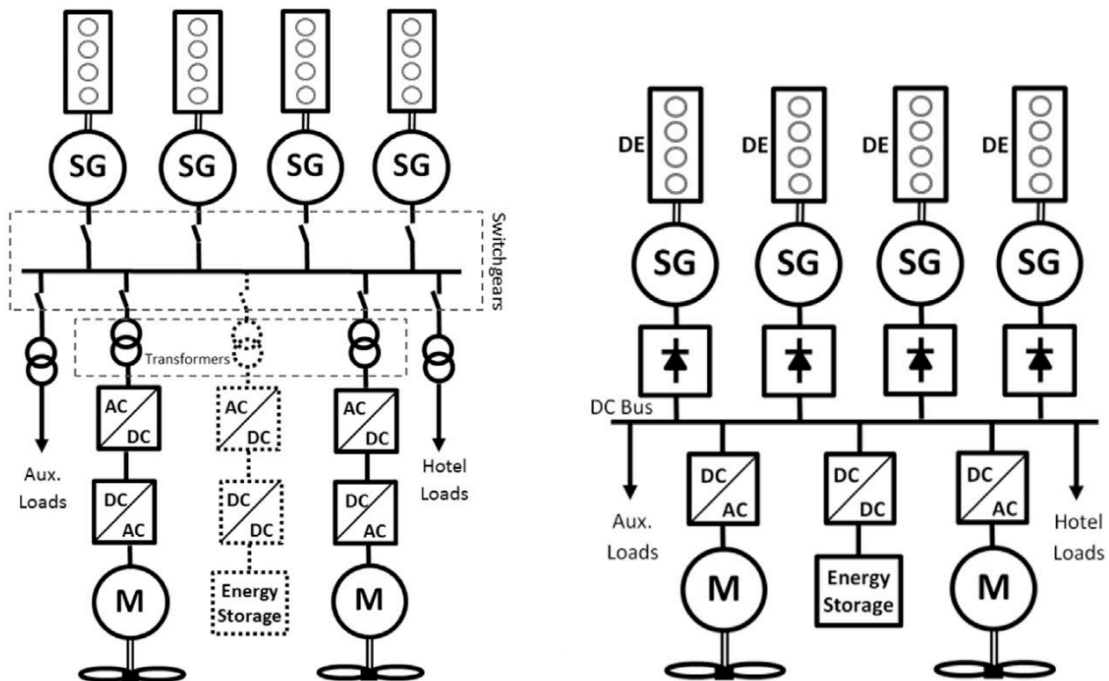 SG SG SG SG
Switchgears
Transformers
AC
DC
AC
DC
AC
DC
Aux.
Loads
Hotel
Loads
DC
AC
DC
DC
DC
AC
M
Energy
Storage
M
DE DE DE DE
SG SG SG SG
DC Bus
DC
AC
DC
DC
DC
AC
Aux.
Loads
Hotel
Loads
M
Energy
Storage
M